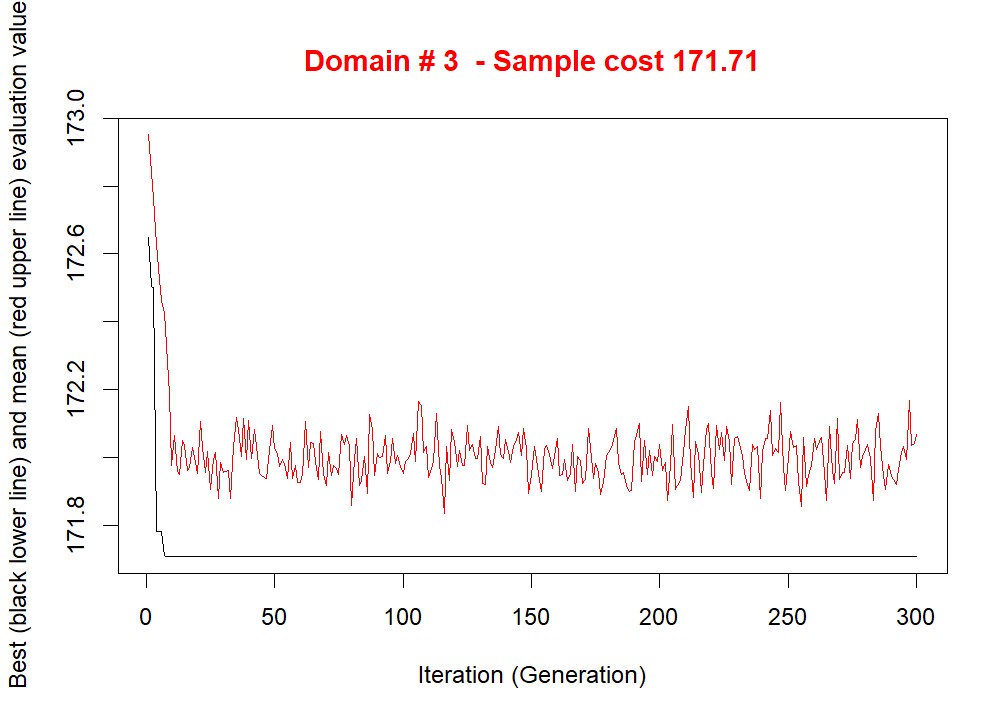 Domain # 3  - Sample cost 171.71
Best (black lower line) and mean (red upper line) evaluation value
173.0
172.6
172.2
171.8
0 50 100 150 200 250 300
Iteration (Generation)